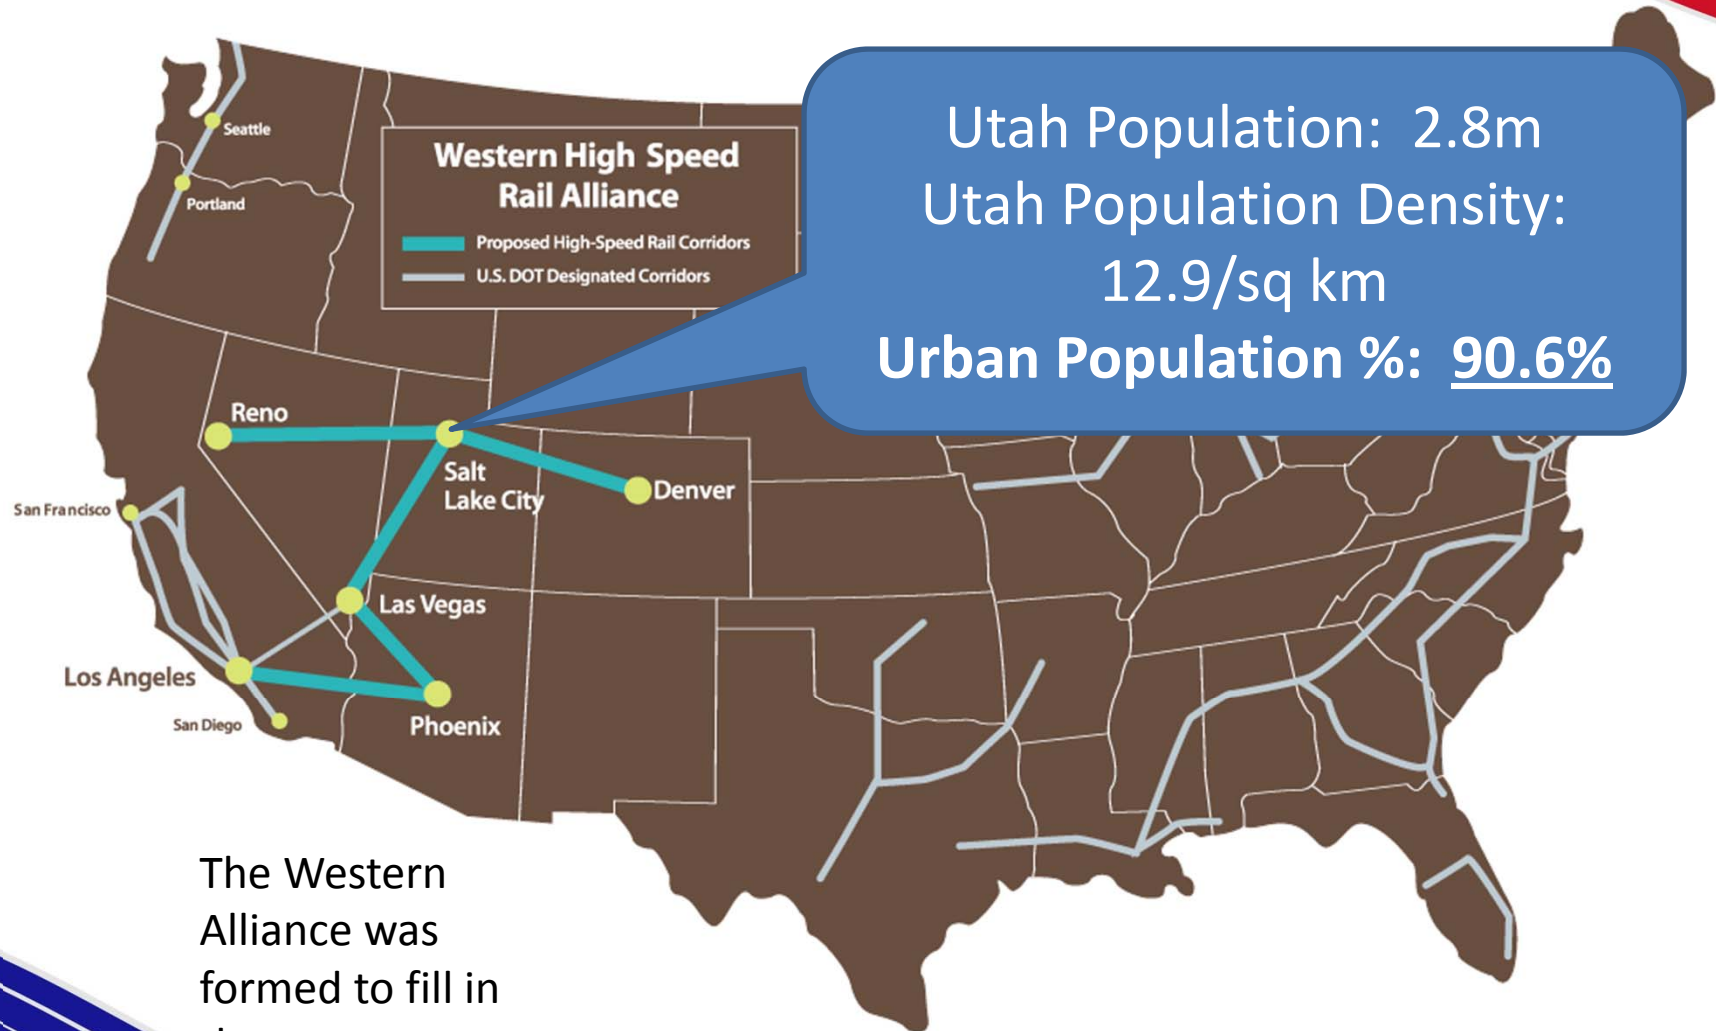 Utah Population: 2.8m
Utah Population Density:
12.9/sq km
Urban Population %: 90.6%
Western High Speed
Rail Alliance
Proposed High-Speed Rail Corridors
U.S. DOT Designated Corridors
Seattle
Portland
Reno
Salt
Lake City
Denver
San Francisco
Las Vegas
Los Angeles
San Diego
Phoenix
The Western
Alliance was
formed to fill in